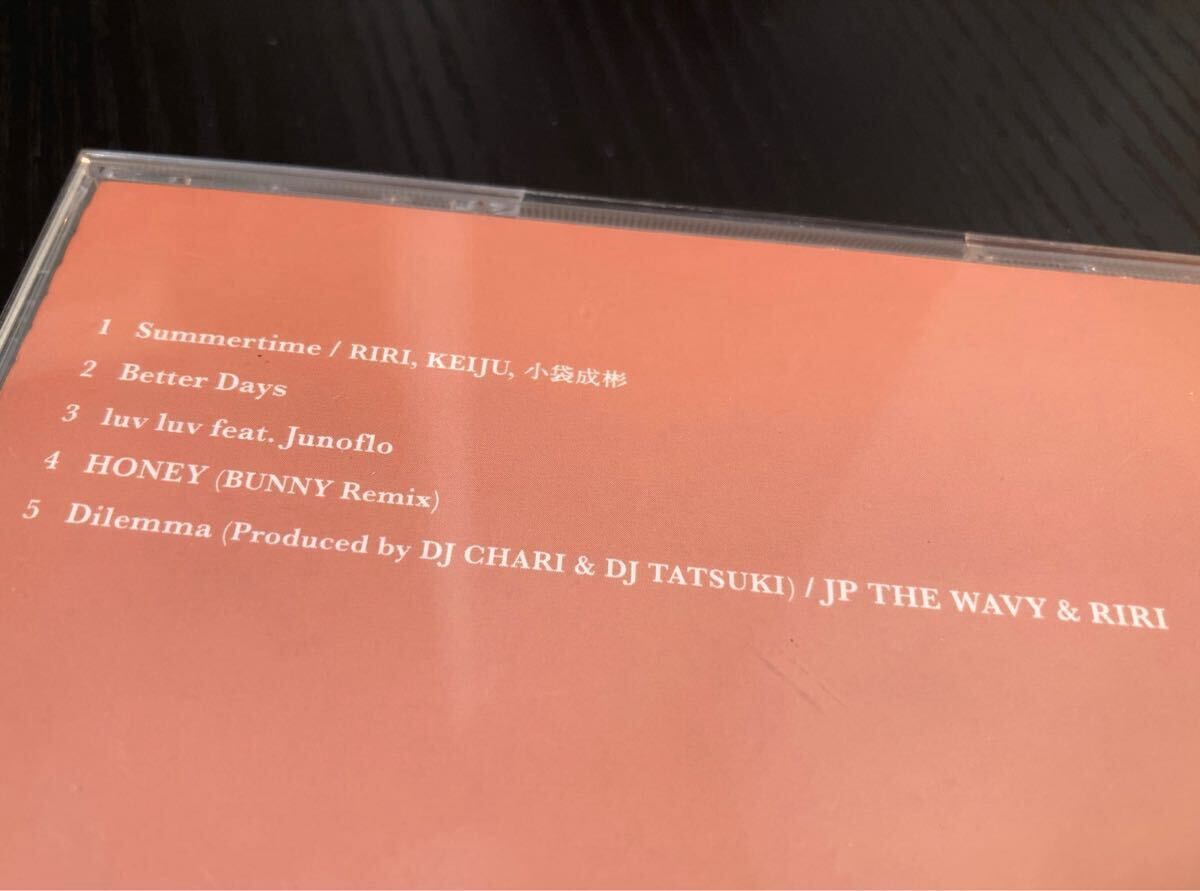 1 Summertime / RIRI, KEIJU, 小袋成彬
2 Better Days
3 luv luv feat. Junoflo
4 HONEY (BUNNY Remix)
5 Dilemma (Produced by DJ CHARI & DJ TATSUKI) / JP THE WAVY & RIRI